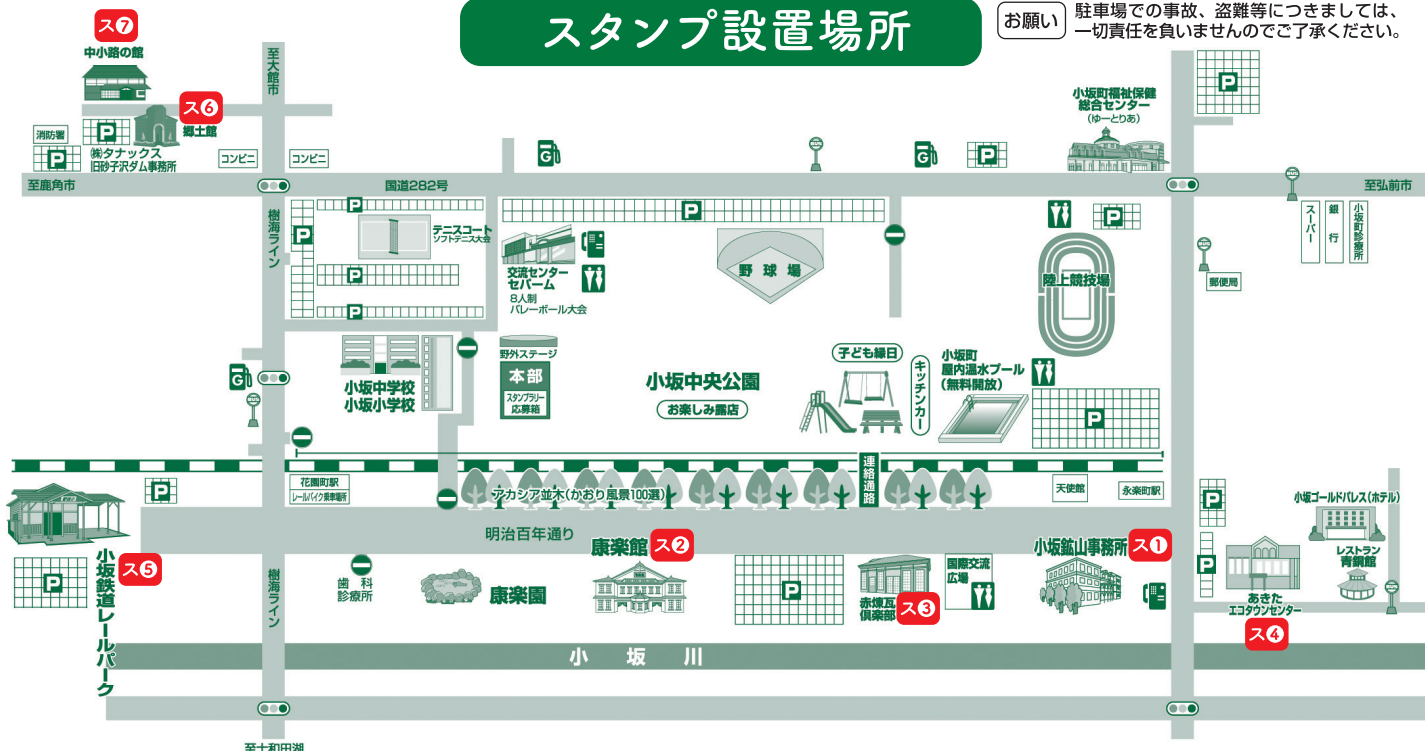 スタンプ設置場所
お願い
駐車場での事故、盗難等につきましては、
一切責任を負いませんのでご了承ください。
ス❼
中小路の館
至大館市
ス❻
郷土館
消防署
P
P
㈱タナックス
旧砂子沢ダム事務所
コンビニ
コンビニ
G
G
P
小坂町福祉保健
総合センター
(ゆーとりあ)
P
至鹿角市
国道282号
至弘前市
樹海ライン
P
P
P
P
テニスコート
ソフトテニス大会
交流センター
セパーム
8人制
バレーボール大会
P
野球場
P
陸上競技場
スーパー
銀行
小坂町診療所
郵便局
G
小坂中学校
小坂小学校
野外ステージ
本部
スタンプラリー
応募箱
小坂中央公園
お楽しみ露店
子ども縁日
キッチンカー
小坂町
屋内温水プール
(無料開放)
P
花園町駅
レールバイク乗車場所
アカシア並木(かおり風景100選)
連絡通路
天使館
永楽町駅
P
P
小坂ゴールドパレス(ホテル)
明治百年通り
小坂鉄道レールパーク
ス❺
P
樹海ライン
歯科
診療所
康楽園
康楽館
ス❷
P
赤煉瓦
倶楽部
ス❸
国際交流
広場
小坂鉱山事務所
ス❶
P
レストラン
青銅館
あきた
エコタウンセンター
ス❹
小坂川
至十和田湖